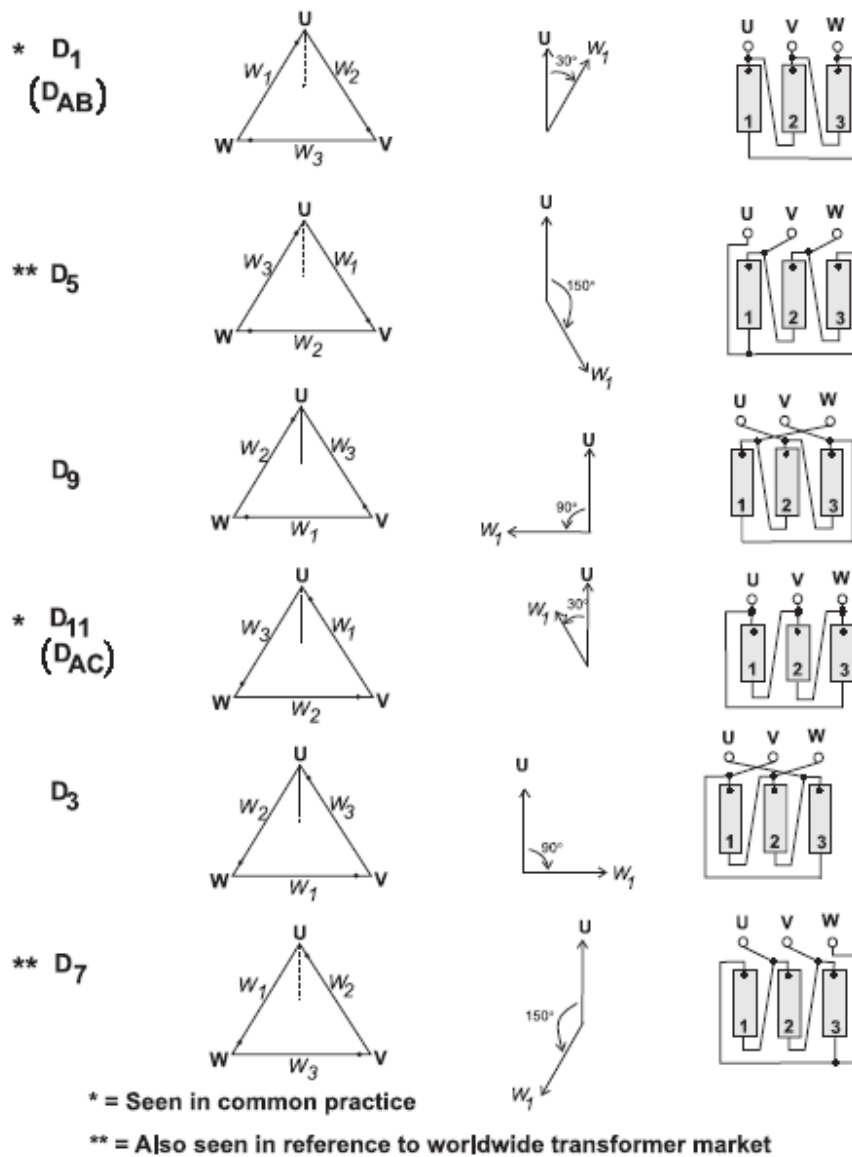 U U U V W
* D1 W1 W2 30° W1
(DAB) 1 2 3
W V
W3
U U U V W
** D5 W3 W1 150° 1 2 3
W V
W2 W1
U U U V W
D9 W2 W3 90° 1 2 3
W V W1
W1
U U U V W
* D11 W3 W1 W1 30° 1 2 3
(DAC)
W V
W2
U U U V W
D3 W2 W3 90° 1 2 3
W V W1
W1
U U U V W
** D7 W1 W2 150° 1 2 3
W V
W3 W1
* = Seen in common practice
** = Also seen in reference to worldwide transformer market